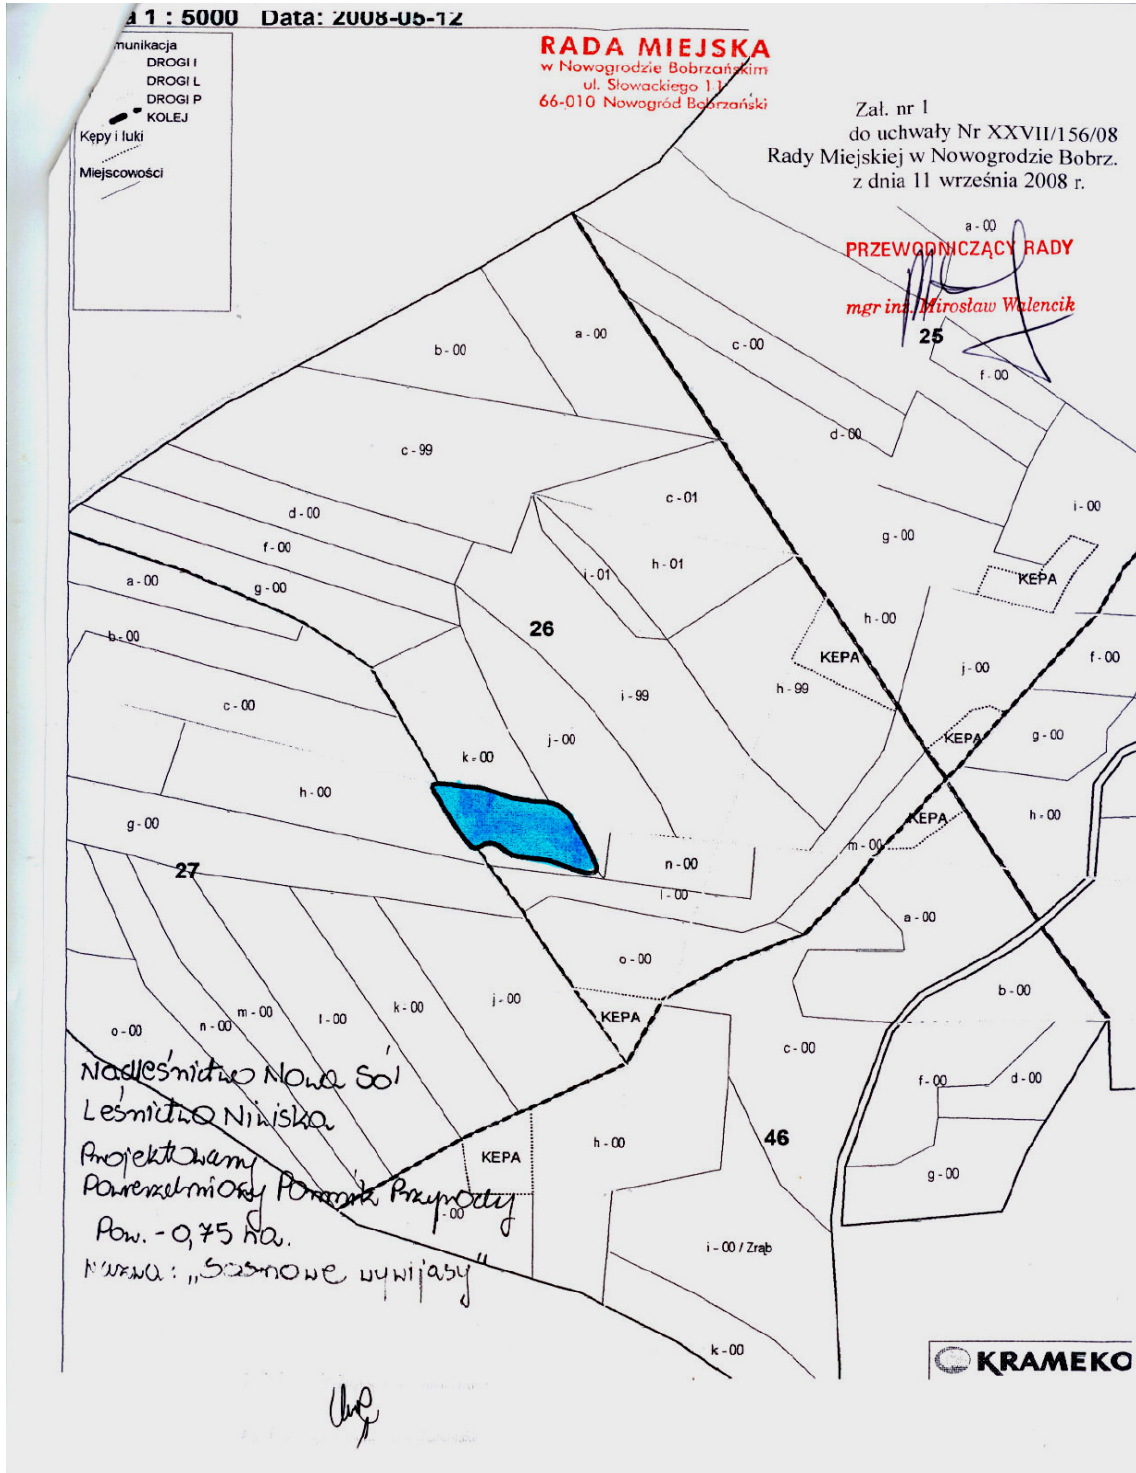 a 1 : 5000 Data: 2008-05-12
munikacja
DROGI I
DROGI L
DROGI P
KOLEJ
Kępy i luki
Miejscowości
RADA MIEJSKA
w Nowogrodzie Bobrzańskim
ul. Słowackiego 11
66-010 Nowogród Bobrzański
Zał. nr 1
do uchwały Nr XXVII/156/08
Rady Miejskiej w Nowogrodzie Bobrz.
z dnia 11 września 2008 r.
a - 00
PRZEWODNICZĄCY RADY
mgr inż. Mirosław Walencik
25
f - 00
a - 00
b - 00
c - 00
c - 99
d - 00
c - 01
i - 00
d - 00
g - 00
f - 00
h - 01
i - 01
KEPA
a - 00
g - 00
h - 00
26
b - 00
KEPA
f - 00
j - 00
h - 99
i - 99
c - 00
j - 00
KEPA
g - 00
k - 00
h - 00
KEPA
h - 00
g - 00
m - 00
n - 00
27
l - 00
a - 00
o - 00
b - 00
j - 00
k - 00
m - 00
l - 00
n - 00
o - 00
KEPA
c - 00
f - 00
d - 00
Nadleśnictwo Nowa Sól
Leśnictwo Niwiska
Projektowany
Powierzchniowy Pomnik Przyrody
Pow. - 0,75 ha.
Nazwa: „Sosnowe wywijasy"
h - 00
46
KEPA
g - 00
- 00
i - 00 / Zrąb
k - 00
KRAMEKO